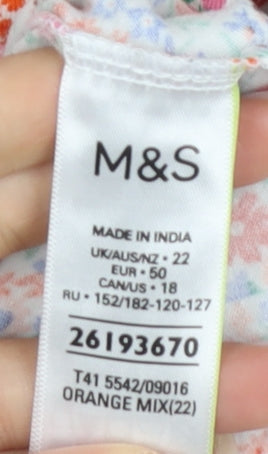 M&S
MADE IN INDIA
UK/AUS/NZ • 22
EUR • 50
CAN/US • 18
RU • 152/182-120-127
26193670
T41 5542/09016
ORANGE MIX(22)